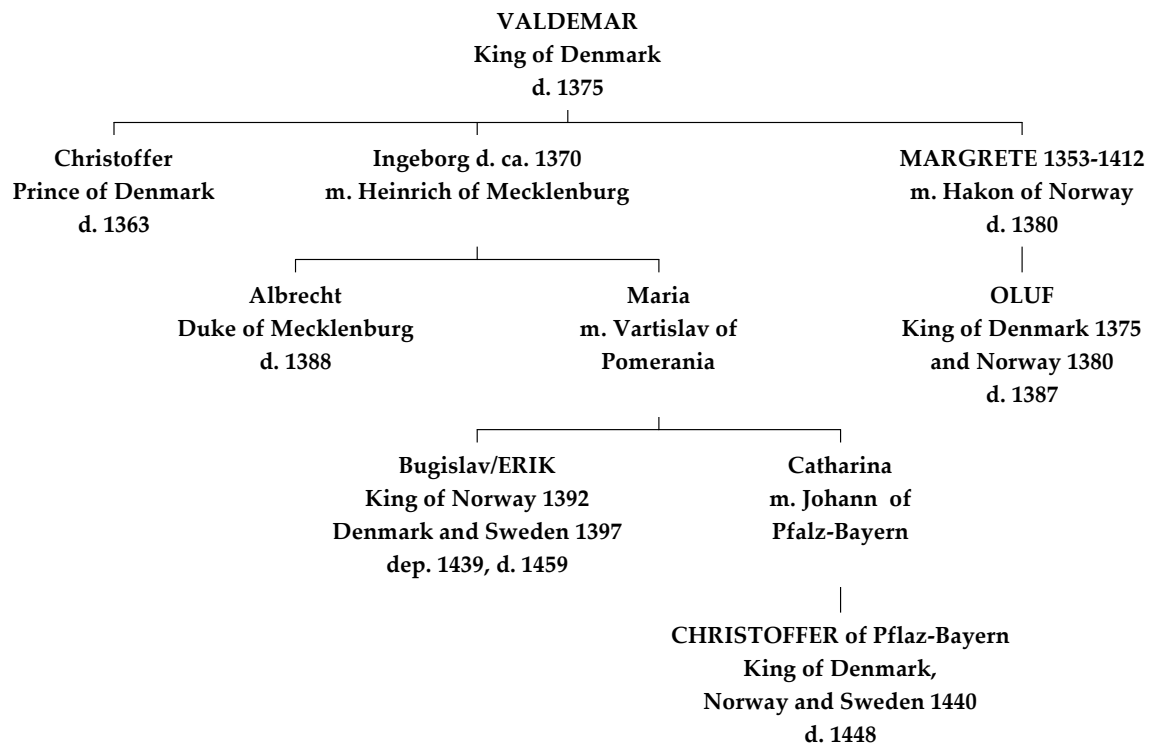 VALDEMAR
King of Denmark
d. 1375
Christoffer
Prince of Denmark
d. 1363
Ingeborg d. ca. 1370
m. Heinrich of Mecklenburg
MARGRETE 1353-1412
m. Hakon of Norway
d. 1380
Albrecht
Duke of Mecklenburg
d. 1388
Maria
m. Vartislav of
Pomerania
OLUF
King of Denmark 1375
and Norway 1380
d. 1387
Bugislav/ERIK
King of Norway 1392
Denmark and Sweden 1397
dep. 1439, d. 1459
Catharina
m. Johann of
Pfalz-Bayern
CHRISTOFFER of Pflaz-Bayern
King of Denmark,
Norway and Sweden 1440
d. 1448